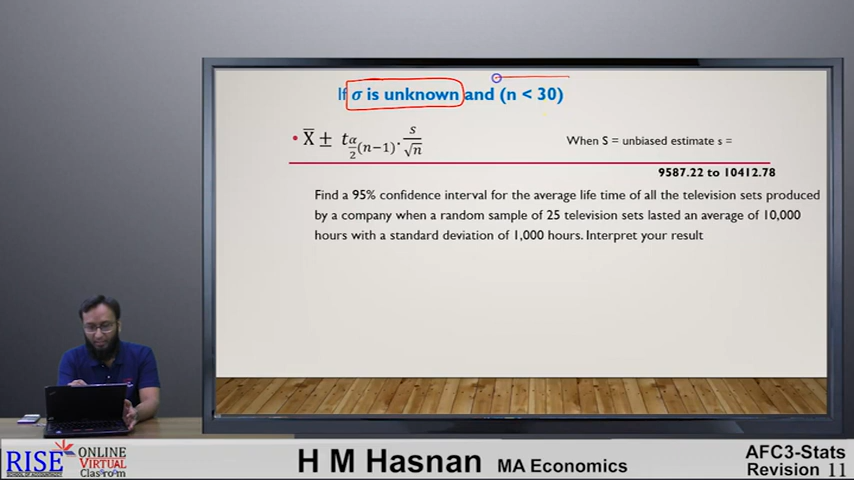 If σ is unknown and (n < 30)
• X̄ ± t α/2 (n−1) . s/√n
When S = unbiased estimate s =
9587.22 to 10412.78
Find a 95% confidence interval for the average life time of all the television sets produced
by a company when a random sample of 25 television sets lasted an average of 10,000
hours with a standard deviation of 1,000 hours. Interpret your result
RISE
SCHOOL OF ACCOUNTANCY
ONLINE
VIRTUAL
Classroom
H M Hasnan MA Economics
AFC3-Stats
Revision 11